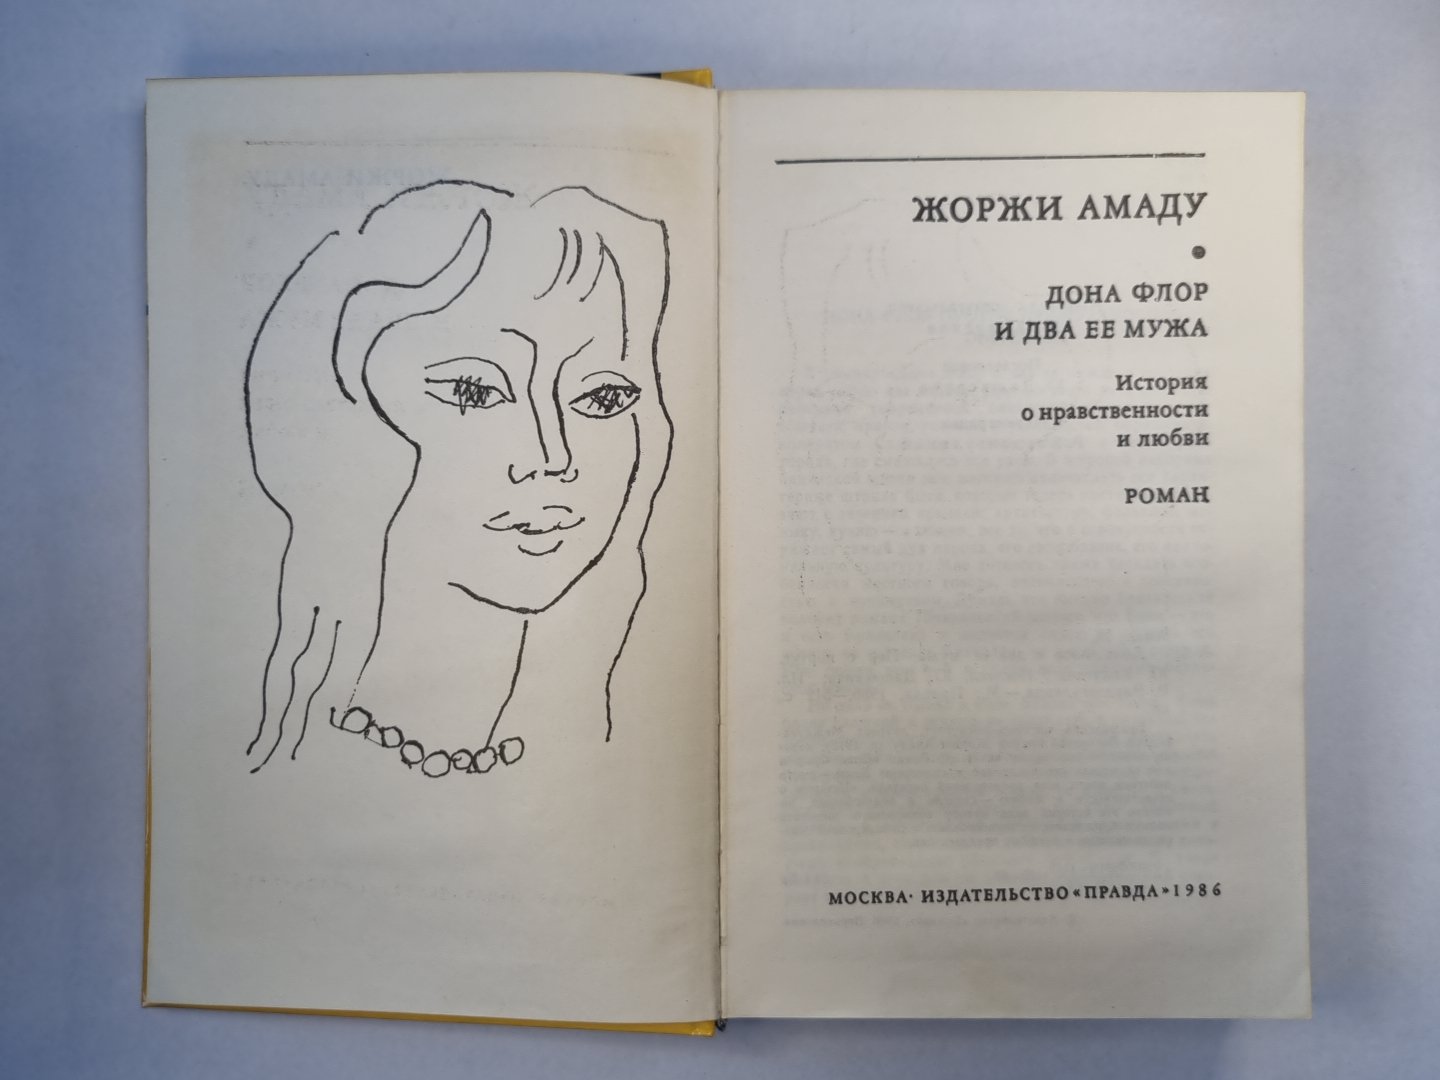 ЖОРЖИ АМАДУ
ДОНА ФЛОР
И ДВА ЕЕ МУЖА
История
о нравственности
и любви
РОМАН
МОСКВА· ИЗДАТЕЛЬСТВО «ПРАВДА» 1986